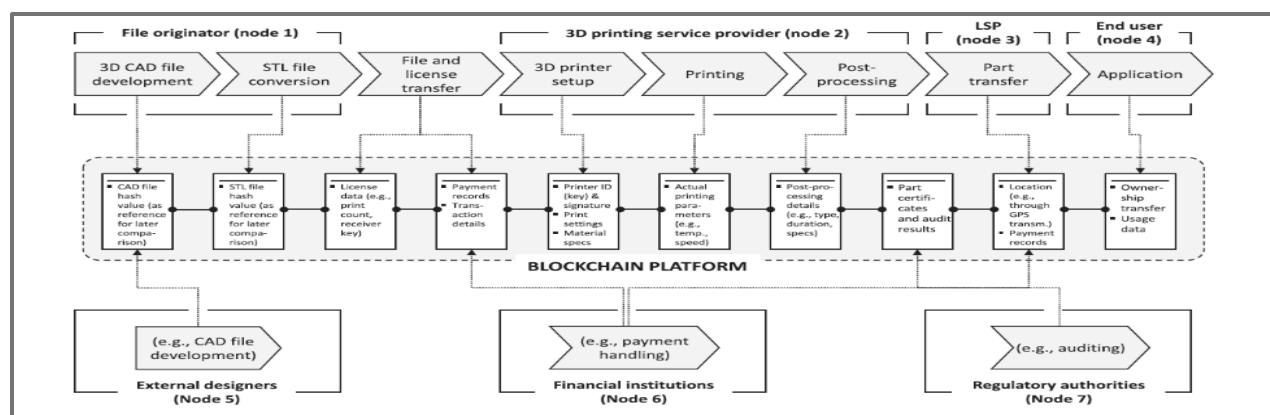 File originator (node 1)
3D printing service provider (node 2)
LSP
(node 3)
End user
(node 4)
3D CAD file
development
STL file
conversion
File and
license
transfer
3D printer
setup
Printing
Post-
processing
Part
transfer
Application
▪ CAD file
hash
value (as
reference
for later
compa-
rison)
▪ STL file
hash
value (as
reference
for later
compa-
rison)
▪ License
data (e.g.,
print
count,
receiver
key)
▪ Payment
records
▪ Trans-
action
details
▪ Printer ID
(key) &
signature
▪ Print
settings
▪ Material
specs
▪ Actual
printing
para-
meters
(e.g.,
temp.,
speed)
▪ Post-pro-
cessing
details
(e.g., type,
duration,
specs)
▪ Part
certifi-
cates
and audit
results
▪ Location
(e.g.,
through
GPS
transm.)
▪ Payment
records
▪ Owner-
ship
transfer
▪ Usage
data
BLOCKCHAIN PLATFORM
(e.g., CAD file
development)
(e.g., payment
handling)
(e.g., auditing)
External designers
(Node 5)
Financial institutions
(Node 6)
Regulatory authorities
(Node 7)